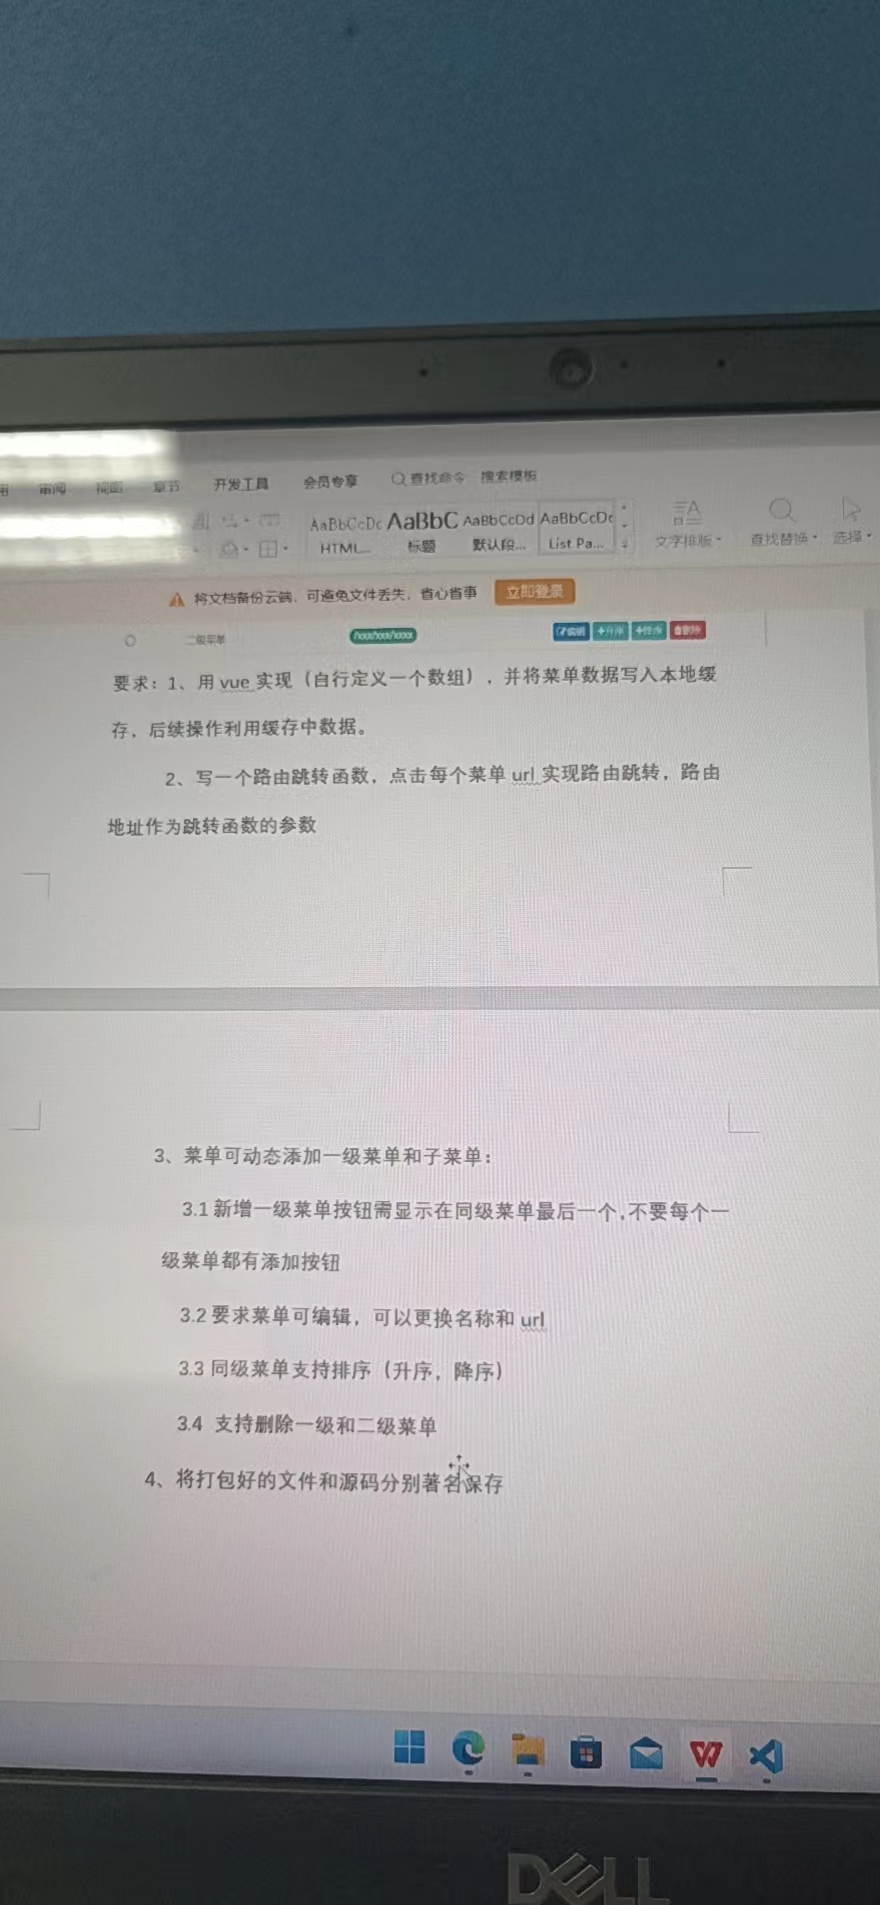 审阅 视图 章节 开发工具 会员专享 查找命令 搜索模板
AaBbCcDc AaBbC AaBbCcDd AaBbCcDc
HTML... 标题 默认段... List Pa... 文字排版 查找替换 选择
将文档备份云端，可避免文件丢失，省心省事 立即登录
二级菜单 /xxx/xxx/xxxx 编辑 +升序 +降序 删除
要求：1、用 vue 实现（自行定义一个数组），并将菜单数据写入本地缓
存，后续操作利用缓存中数据。
2、写一个路由跳转函数，点击每个菜单 url 实现路由跳转，路由
地址作为跳转函数的参数
3、菜单可动态添加一级菜单和子菜单：
3.1 新增一级菜单按钮需显示在同级菜单最后一个,不要每个一
级菜单都有添加按钮
3.2 要求菜单可编辑，可以更换名称和 url
3.3 同级菜单支持排序（升序，降序）
3.4 支持删除一级和二级菜单
4、将打包好的文件和源码分别著名保存
DELL